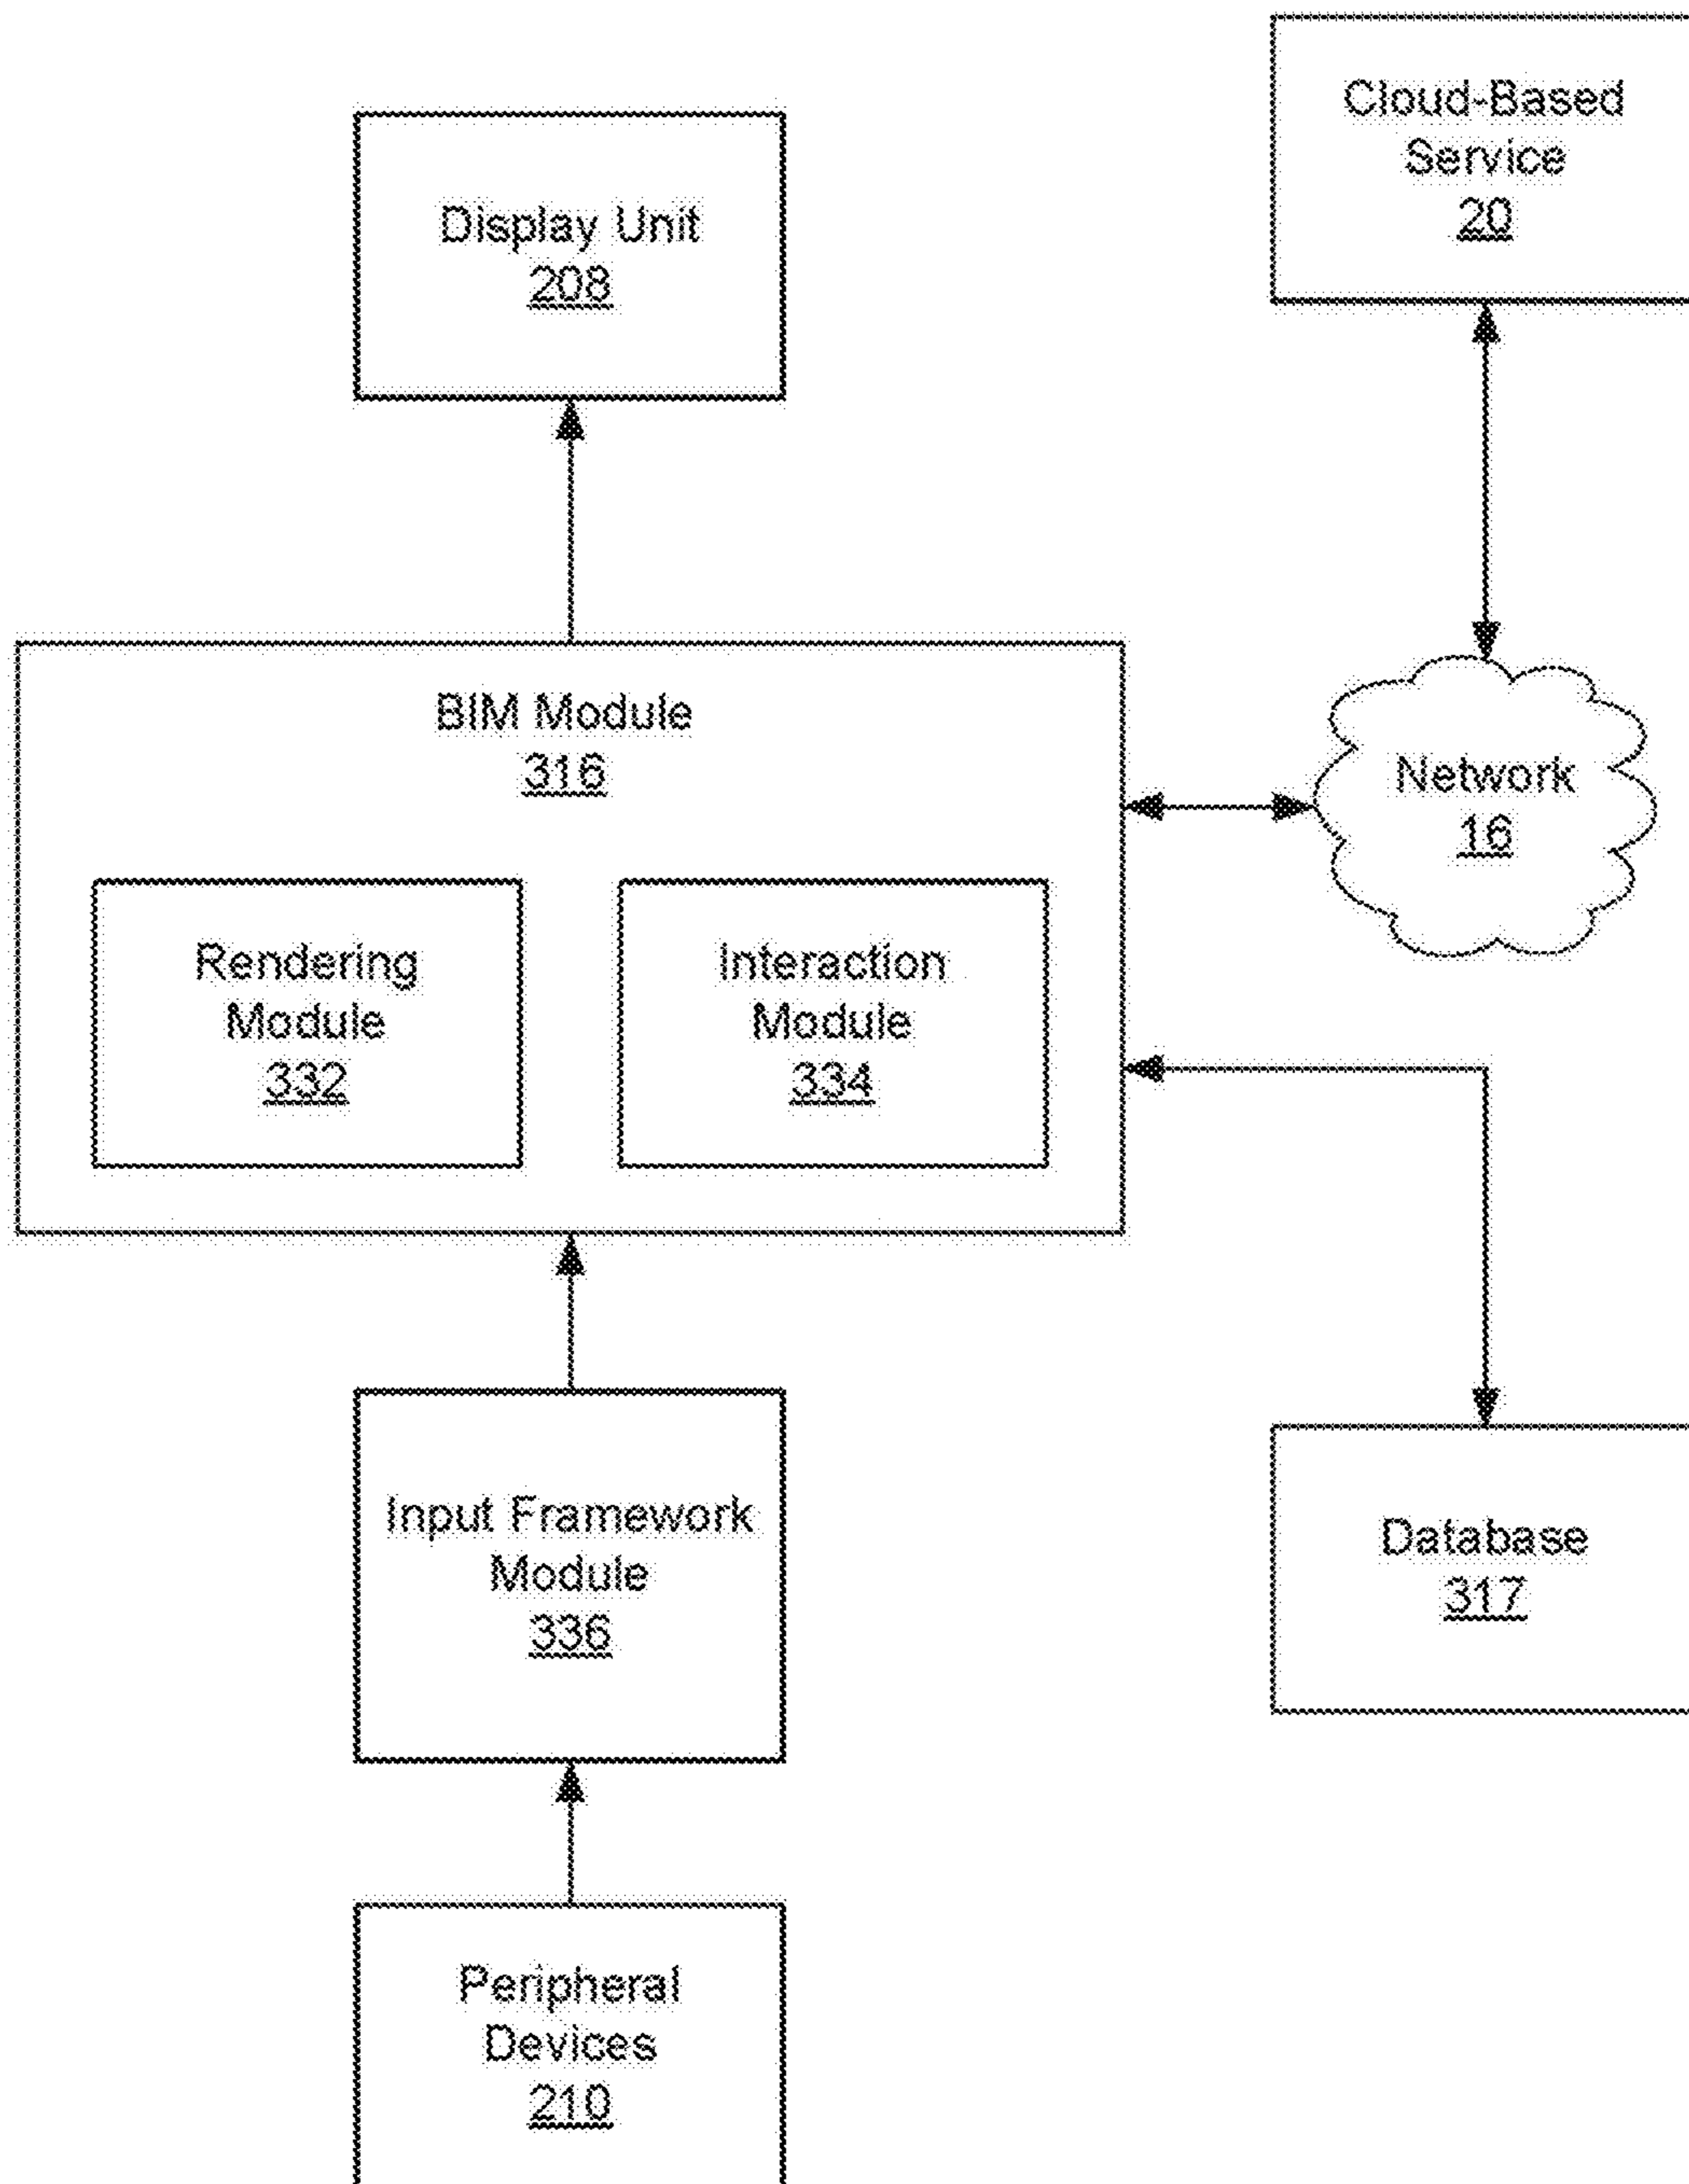 Cloud-Based
Service
20
Display Unit
208
BIM Module
316
Network
16
Rendering
Module
332
Interaction
Module
334
Input Framework
Module
336
Database
317
Peripheral
Devices
210